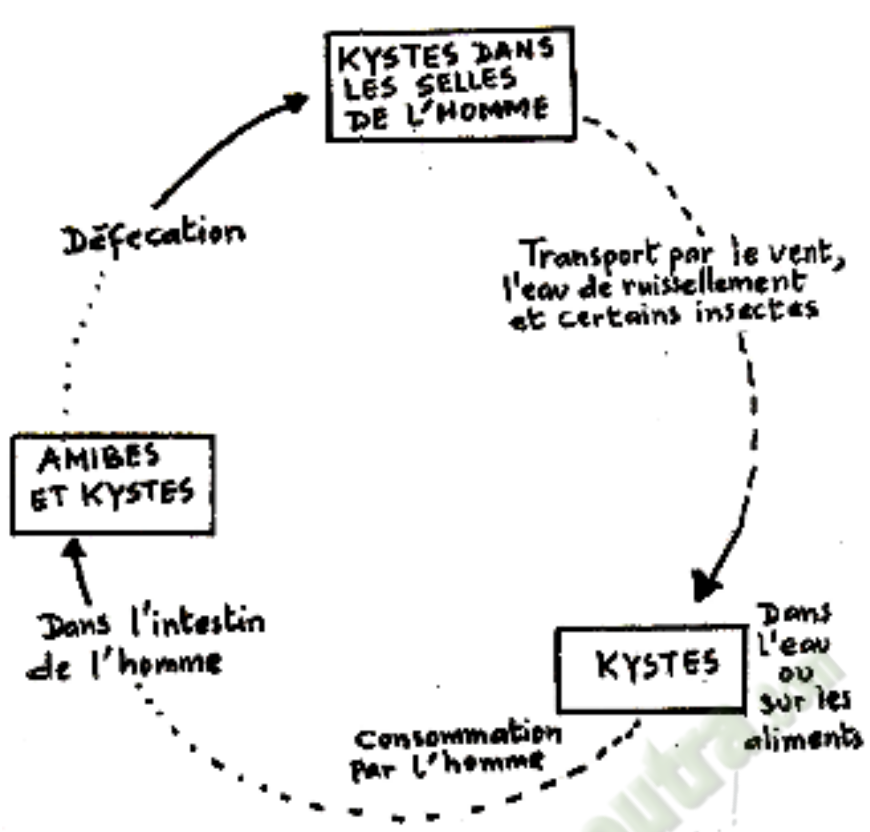 KYSTES DANS
LES SELLES
DE L'HOMME
Défecation
Transport par le vent,
l'eau de ruissellement
et certains insectes
AMIBES
ET KYSTES
Dans l'intestin
de l'homme
KYSTES
Dans
l'eau
ou
sur les
aliments
Consommation
par l'homme